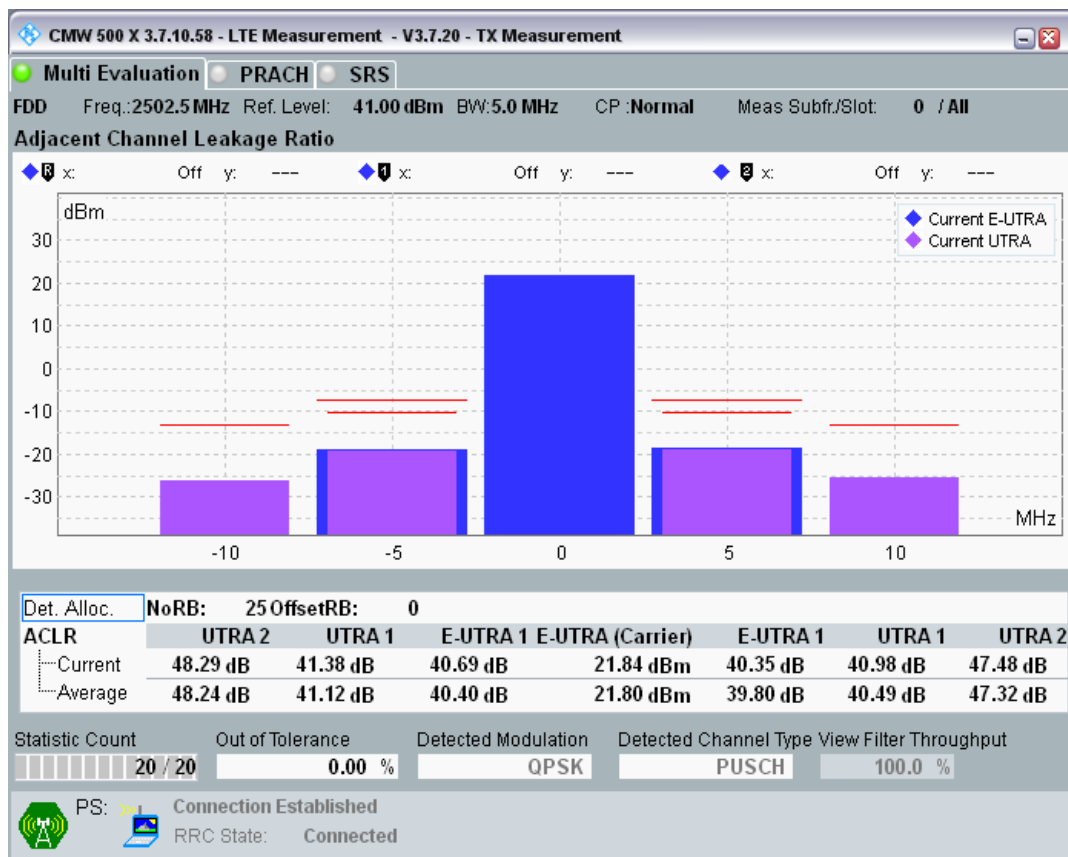 CMW 500 X 3.7.10.58 - LTE Measurement - V3.7.20 - TX Measurement
Multi Evaluation PRACH SRS
FDD Freq.:2502.5 MHz Ref. Level: 41.00 dBm BW:5.0 MHz CP :Normal Meas Subfr./Slot: 0 / All
Adjacent Channel Leakage Ratio
R x: Off y: --- 1 x: Off y: --- 2 x: Off y: ---
dBm
Current E-UTRA
Current UTRA
30
20
10
0
-10
-20
-30
MHz
-10 -5 0 5 10
Det. Alloc. NoRB: 25 OffsetRB: 0
ACLR UTRA 2 UTRA 1 E-UTRA 1 E-UTRA (Carrier) E-UTRA 1 UTRA 1 UTRA 2
Current 48.29 dB 41.38 dB 40.69 dB 21.84 dBm 40.35 dB 40.98 dB 47.48 dB
Average 48.24 dB 41.12 dB 40.40 dB 21.80 dBm 39.80 dB 40.49 dB 47.32 dB
Statistic Count Out of Tolerance Detected Modulation Detected Channel Type View Filter Throughput
20 / 20 0.00 % QPSK PUSCH 100.0 %
PS: Connection Established
RRC State: Connected